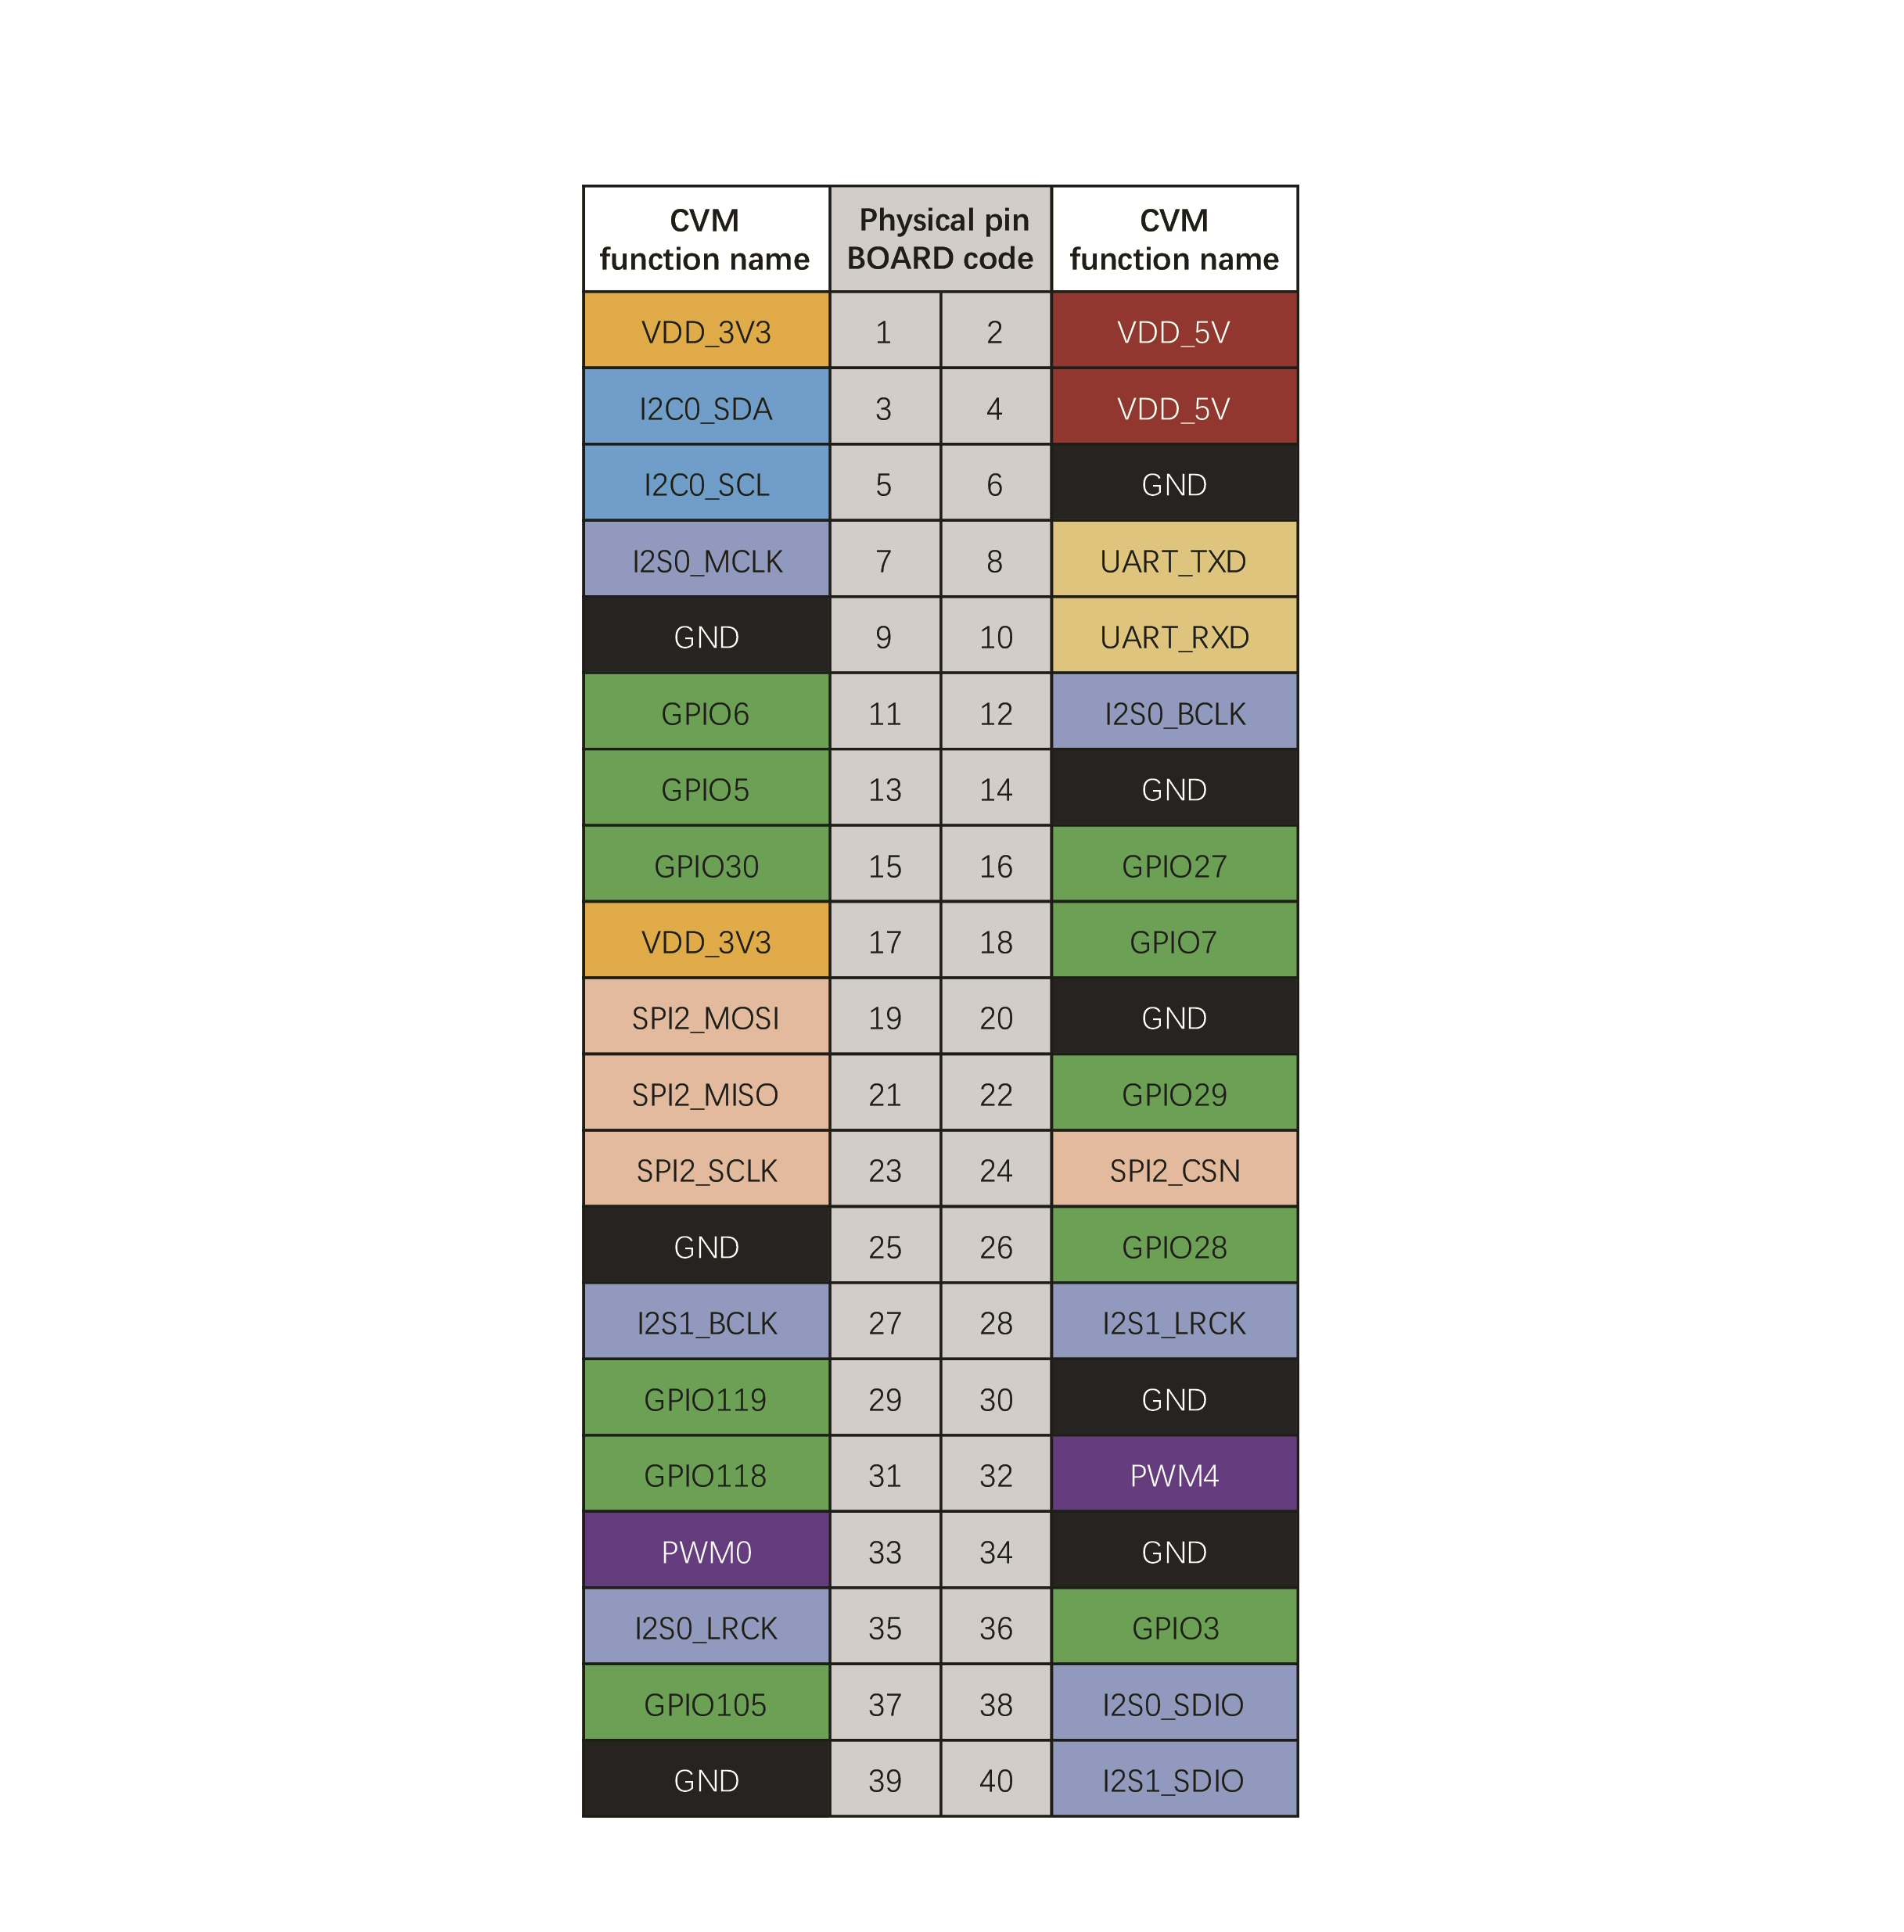 CVM
function name
Physical pin
BOARD code
CVM
function name
VDD_3V3 1 2 VDD_5V
I2C0_SDA 3 4 VDD_5V
I2C0_SCL 5 6 GND
I2S0_MCLK 7 8 UART_TXD
GND 9 10 UART_RXD
GPIO6 11 12 I2S0_BCLK
GPIO5 13 14 GND
GPIO30 15 16 GPIO27
VDD_3V3 17 18 GPIO7
SPI2_MOSI 19 20 GND
SPI2_MISO 21 22 GPIO29
SPI2_SCLK 23 24 SPI2_CSN
GND 25 26 GPIO28
I2S1_BCLK 27 28 I2S1_LRCK
GPIO119 29 30 GND
GPIO118 31 32 PWM4
PWM0 33 34 GND
I2S0_LRCK 35 36 GPIO3
GPIO105 37 38 I2S0_SDIO
GND 39 40 I2S1_SDIO